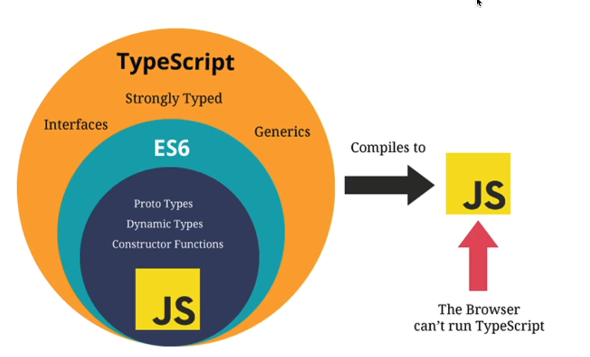 TypeScript
Strongly Typed
Interfaces
Generics
ES6
Proto Types
Dynamic Types
Constructor Functions
JS
Compiles to
JS
The Browser
can't run TypeScript